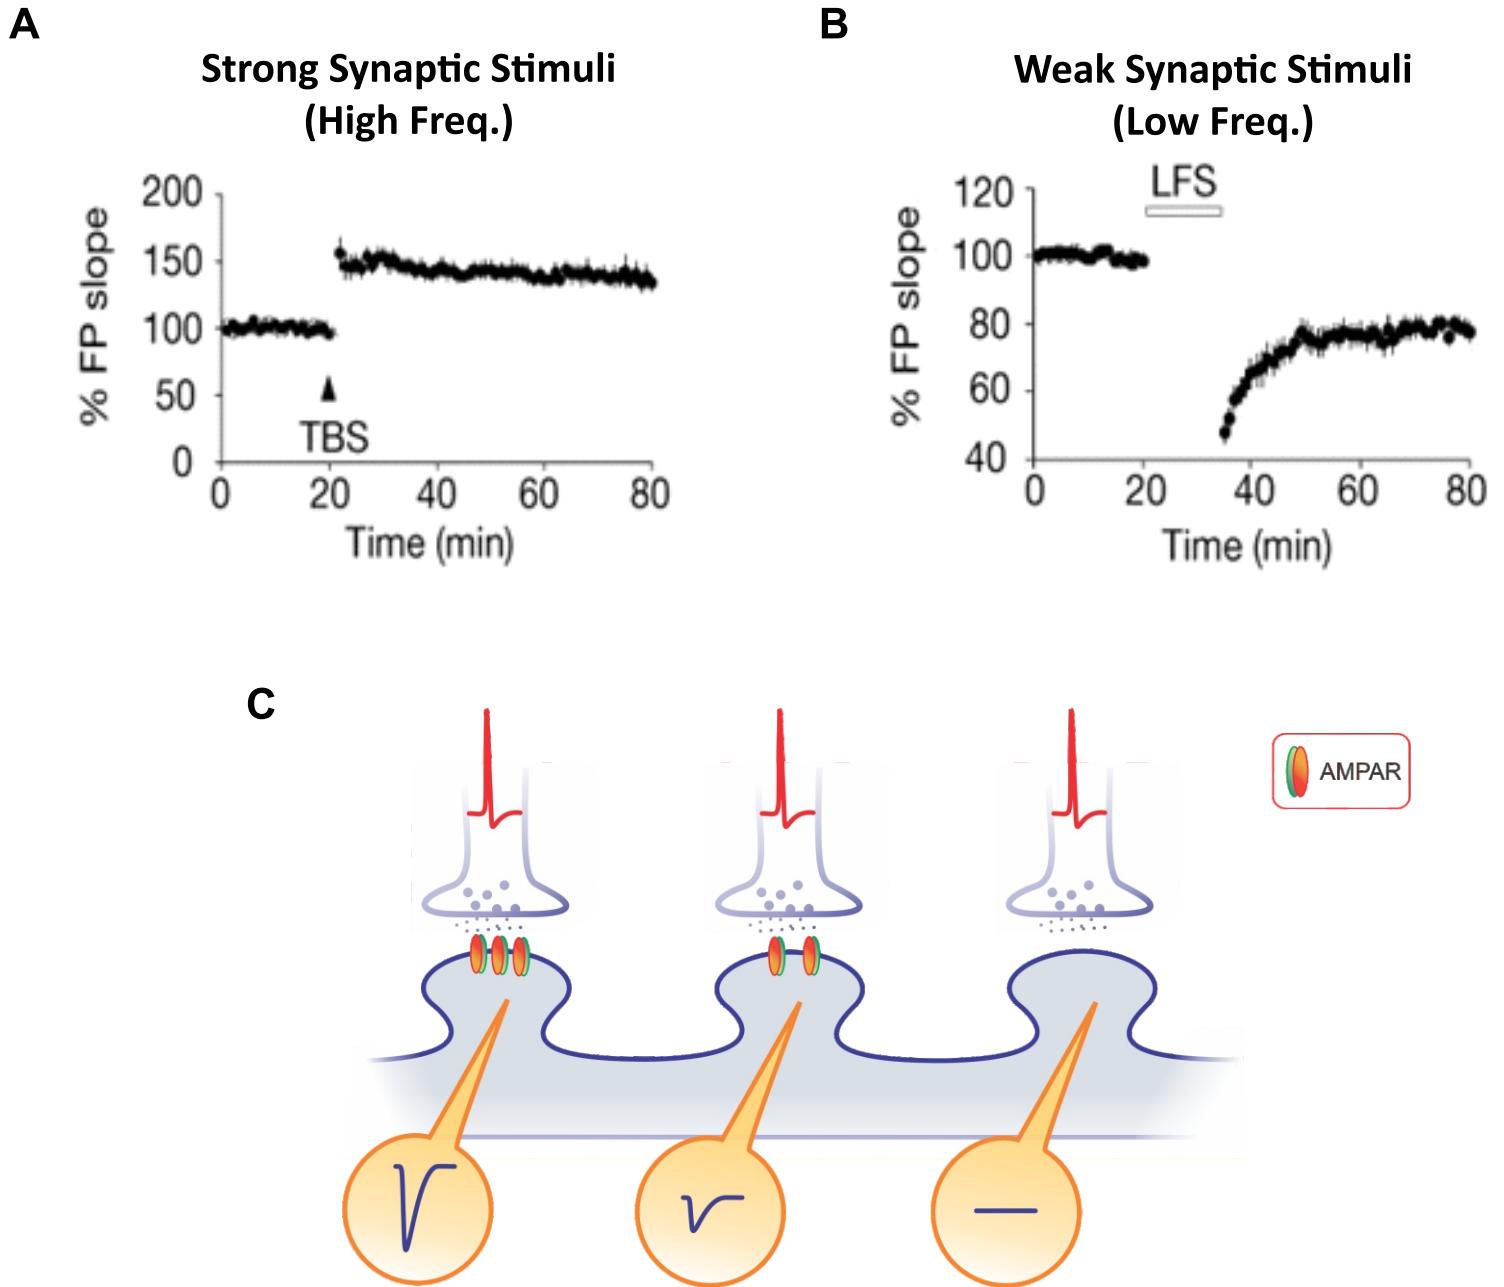 A
Strong Synaptic Stimuli
(High Freq.)
200
150
100
50
0
% FP slope
TBS
0 20 40 60 80
Time (min)
B
Weak Synaptic Stimuli
(Low Freq.)
LFS
120
100
80
60
40
% FP slope
0 20 40 60 80
Time (min)
C
AMPAR